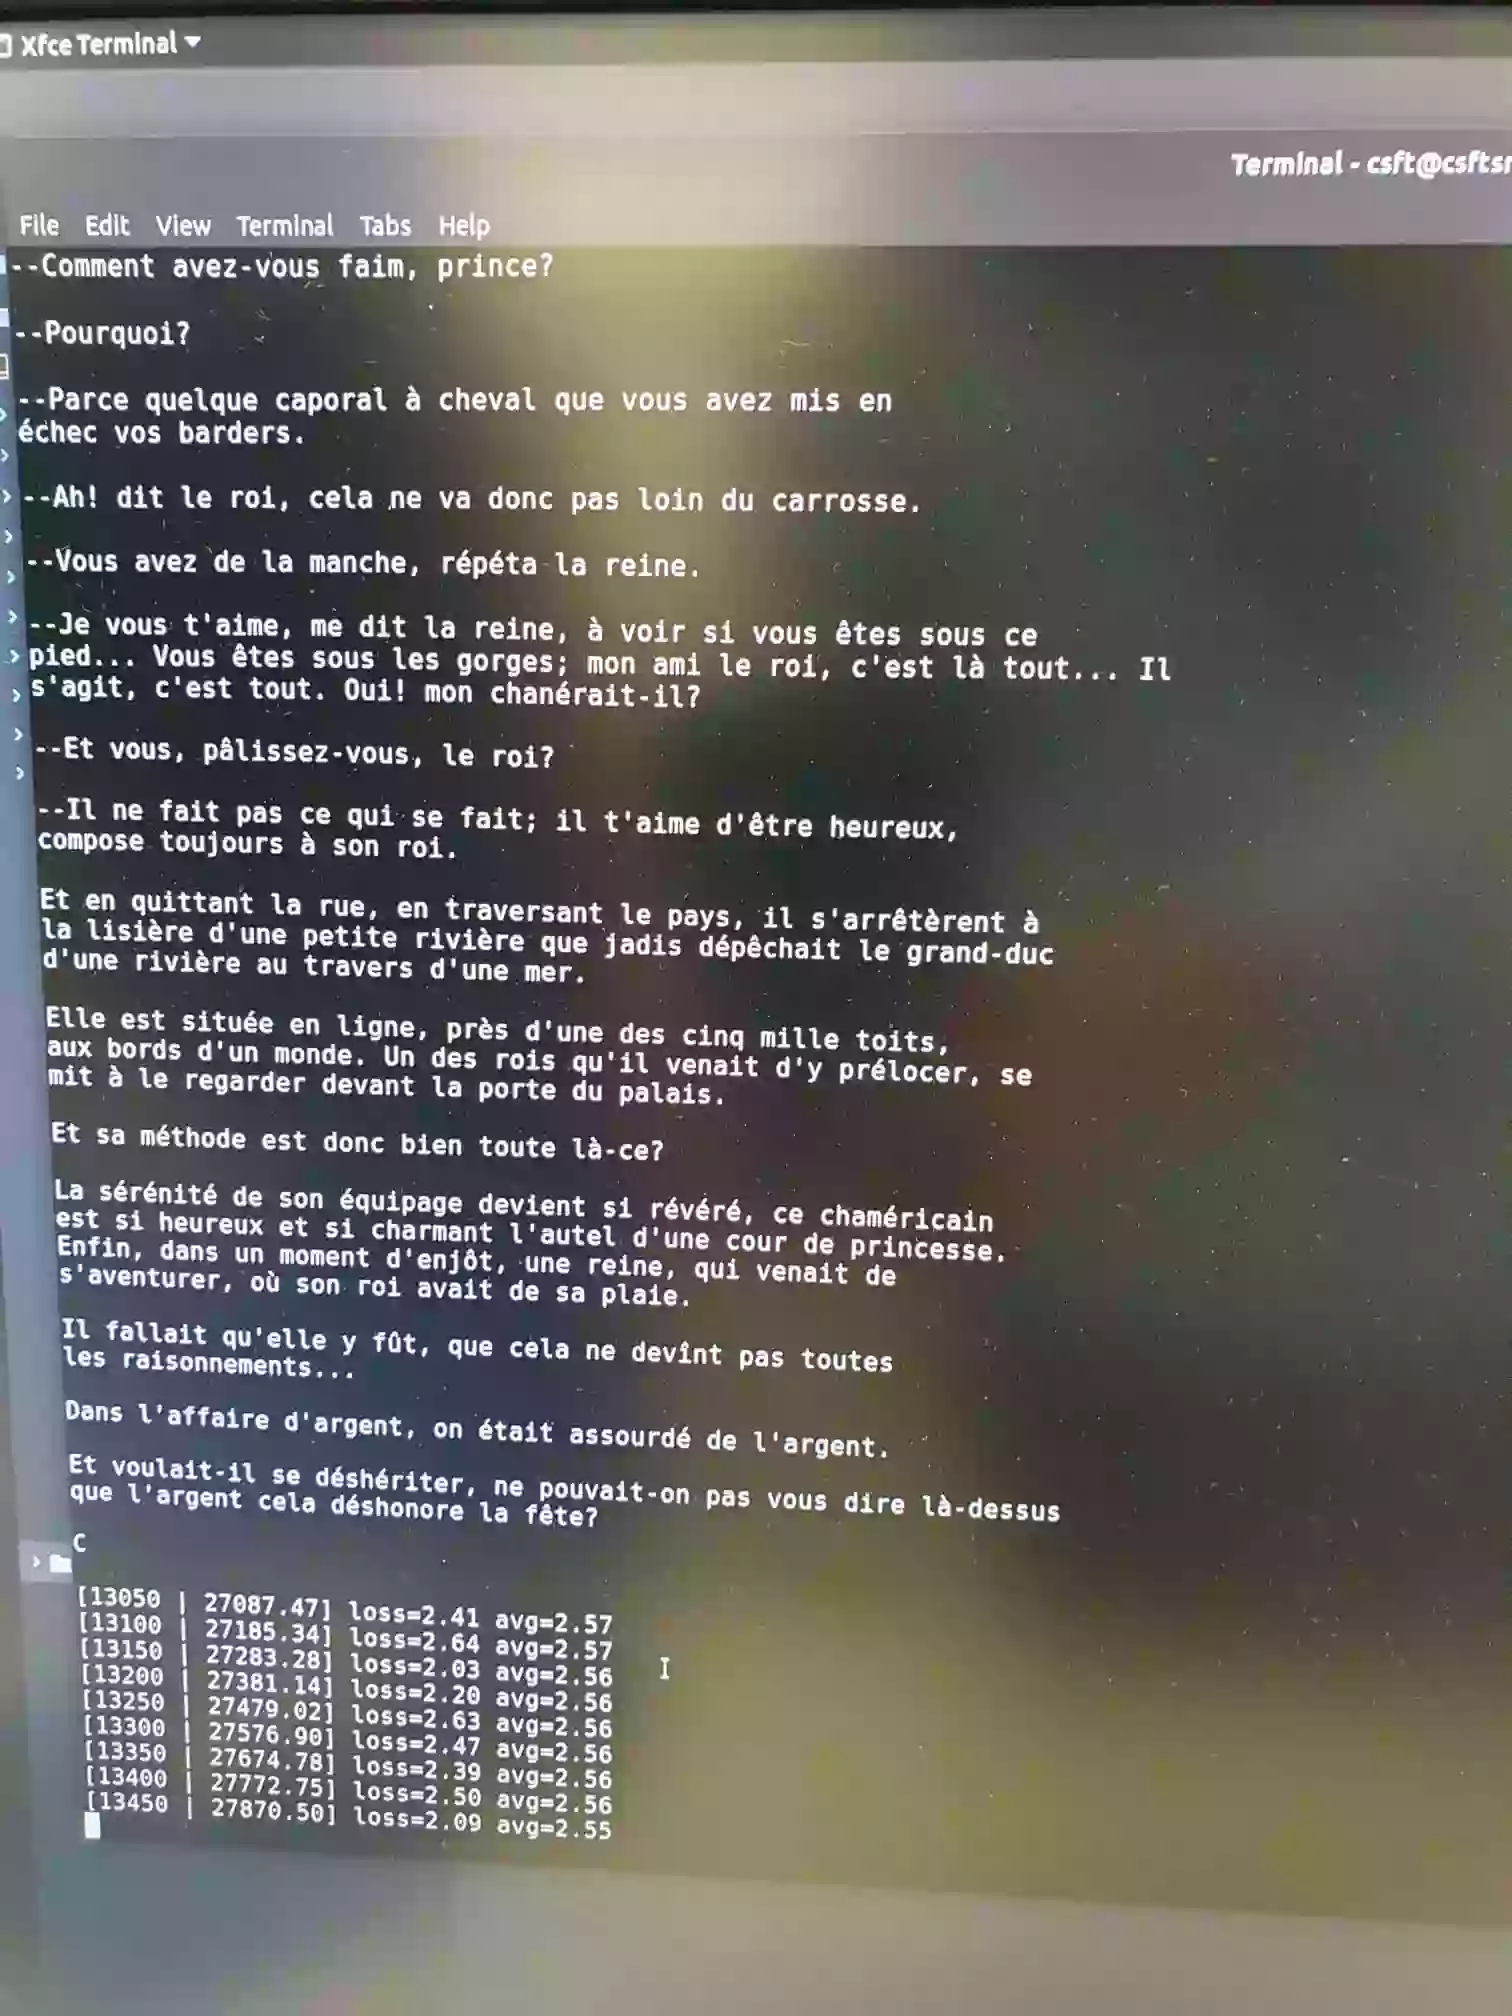 Xfce Terminal
Terminal - csft@csftsr
File Edit View Terminal Tabs Help
--Comment avez-vous faim, prince?
--Pourquoi?
--Parce quelque caporal à cheval que vous avez mis en
échec vos barders.
--Ah! dit le roi, cela ne va donc pas loin du carrosse.
--Vous avez de la manche, répéta la reine.
--Je vous t'aime, me dit la reine, à voir si vous êtes sous ce
pied... Vous êtes sous les gorges; mon ami le roi, c'est là tout... Il
s'agit, c'est tout. Oui! mon chanérait-il?
--Et vous, pâlissez-vous, le roi?
--Il ne fait pas ce qui se fait; il t'aime d'être heureux,
compose toujours à son roi.
Et en quittant la rue, en traversant le pays, il s'arrêtèrent à
la lisière d'une petite rivière que jadis dépêchait le grand-duc
d'une rivière au travers d'une mer.
Elle est située en ligne, près d'une des cinq mille toits,
aux bords d'un monde. Un des rois qu'il venait d'y prélocer, se
mit à le regarder devant la porte du palais.
Et sa méthode est donc bien toute là-ce?
La sérénité de son équipage devient si révéré, ce chaméricain
est si heureux et si charmant l'autel d'une cour de princesse.
Enfin, dans un moment d'enjôt, une reine, qui venait de
s'aventurer, où son roi avait de sa plaie.
Il fallait qu'elle y fût, que cela ne devînt pas toutes
les raisonnements...
Dans l'affaire d'argent, on était assourdé de l'argent.
Et voulait-il se déshériter, ne pouvait-on pas vous dire là-dessus
que l'argent cela déshonore la fête?
C
[13050 | 27087.47] loss=2.41 avg=2.57
[13100 | 27185.34] loss=2.64 avg=2.57
[13150 | 27283.28] loss=2.03 avg=2.56
[13200 | 27381.14] loss=2.20 avg=2.56
[13250 | 27479.02] loss=2.63 avg=2.56
[13300 | 27576.90] loss=2.47 avg=2.56
[13350 | 27674.78] loss=2.39 avg=2.56
[13400 | 27772.75] loss=2.50 avg=2.56
[13450 | 27870.50] loss=2.09 avg=2.55